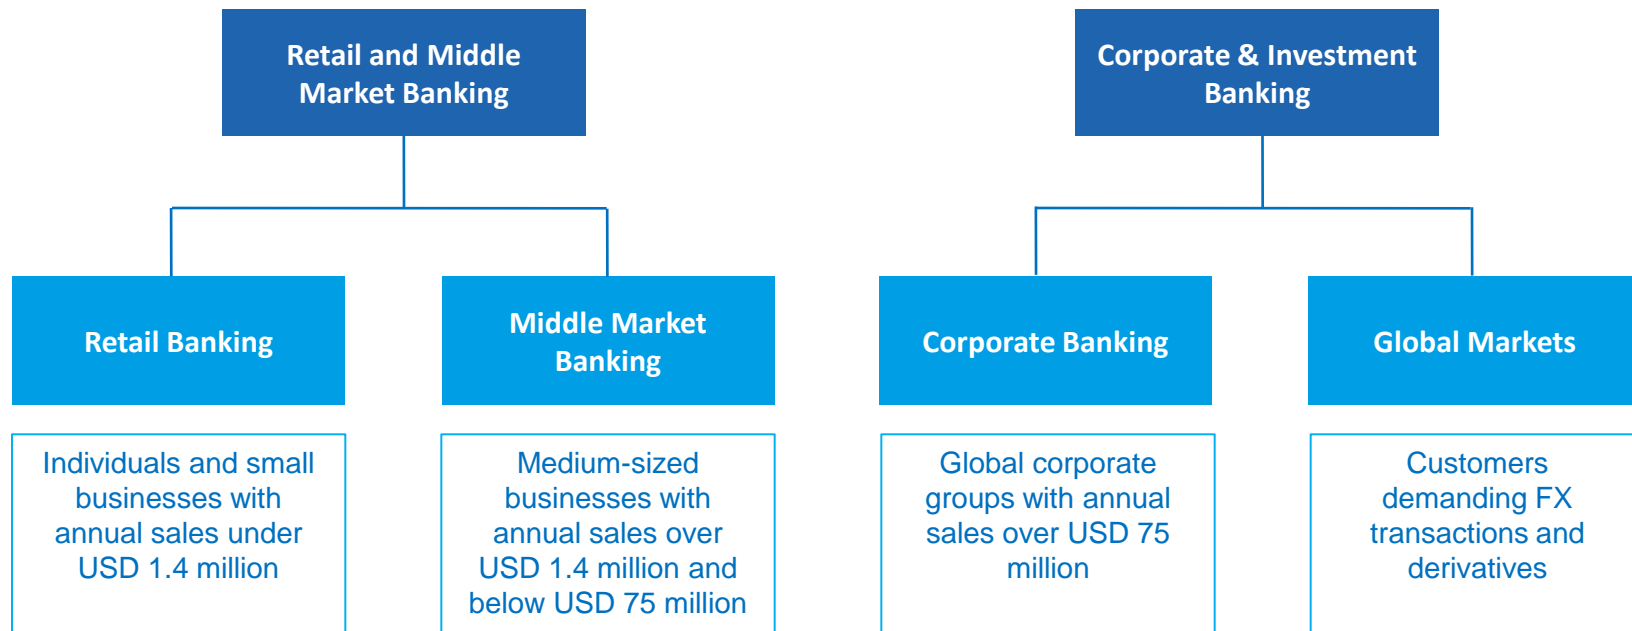 Retail and Middle
Market Banking
Corporate & Investment
Banking
Retail Banking
Middle Market
Banking
Corporate Banking
Global Markets
Individuals and small
businesses with
annual sales under
USD 1.4 million
Medium-sized
businesses with
annual sales over
USD 1.4 million and
below USD 75 million
Global corporate
groups with annual
sales over USD 75
million
Customers
demanding FX
transactions and
derivatives